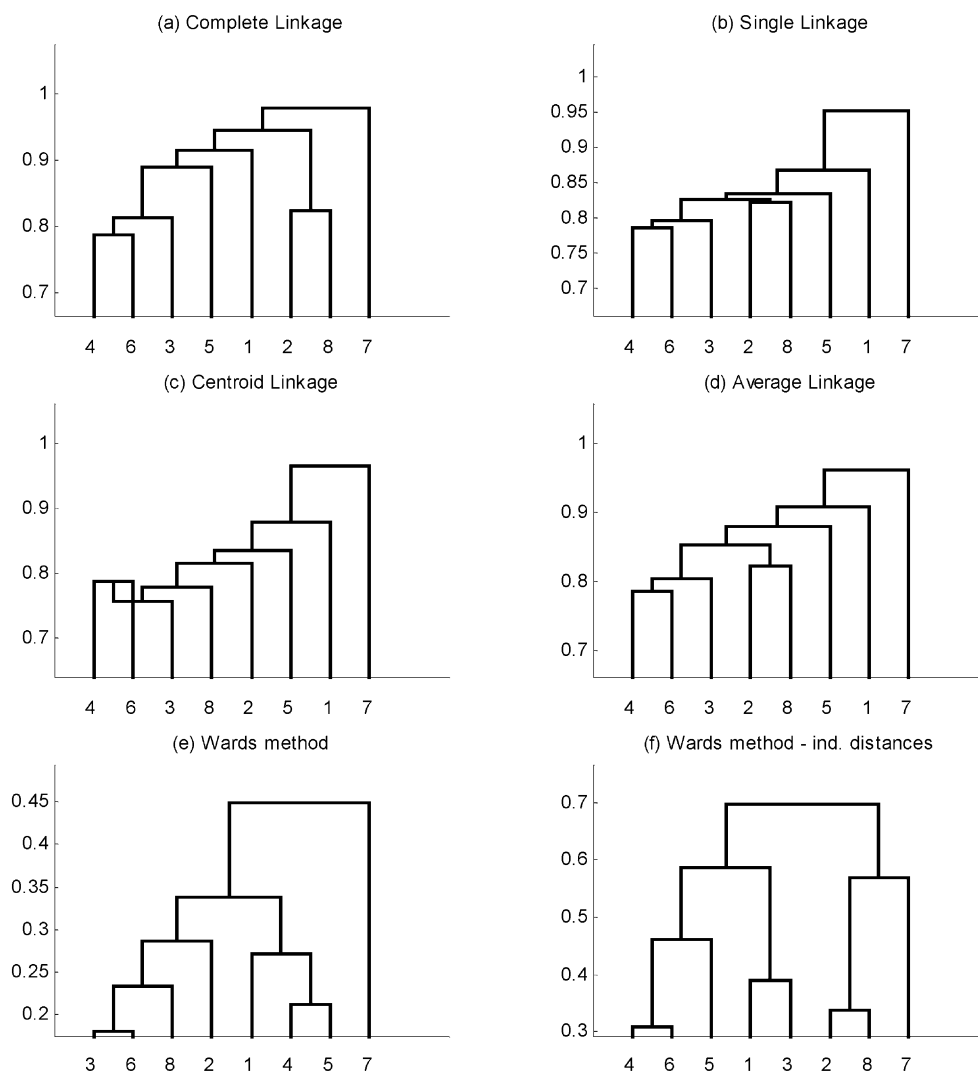 (a) Complete Linkage
1
0.9
0.8
0.7
4 6 3 5 1 2 8 7
(b) Single Linkage
1
0.95
0.9
0.85
0.8
0.75
0.7
4 6 3 2 8 5 1 7
(c) Centroid Linkage
1
0.9
0.8
0.7
4 6 3 8 2 5 1 7
(d) Average Linkage
1
0.9
0.8
0.7
4 6 3 2 8 5 1 7
(e) Wards method
0.45
0.4
0.35
0.3
0.25
0.2
3 6 8 2 1 4 5 7
(f) Wards method - ind. distances
0.7
0.6
0.5
0.4
0.3
4 6 5 1 3 2 8 7